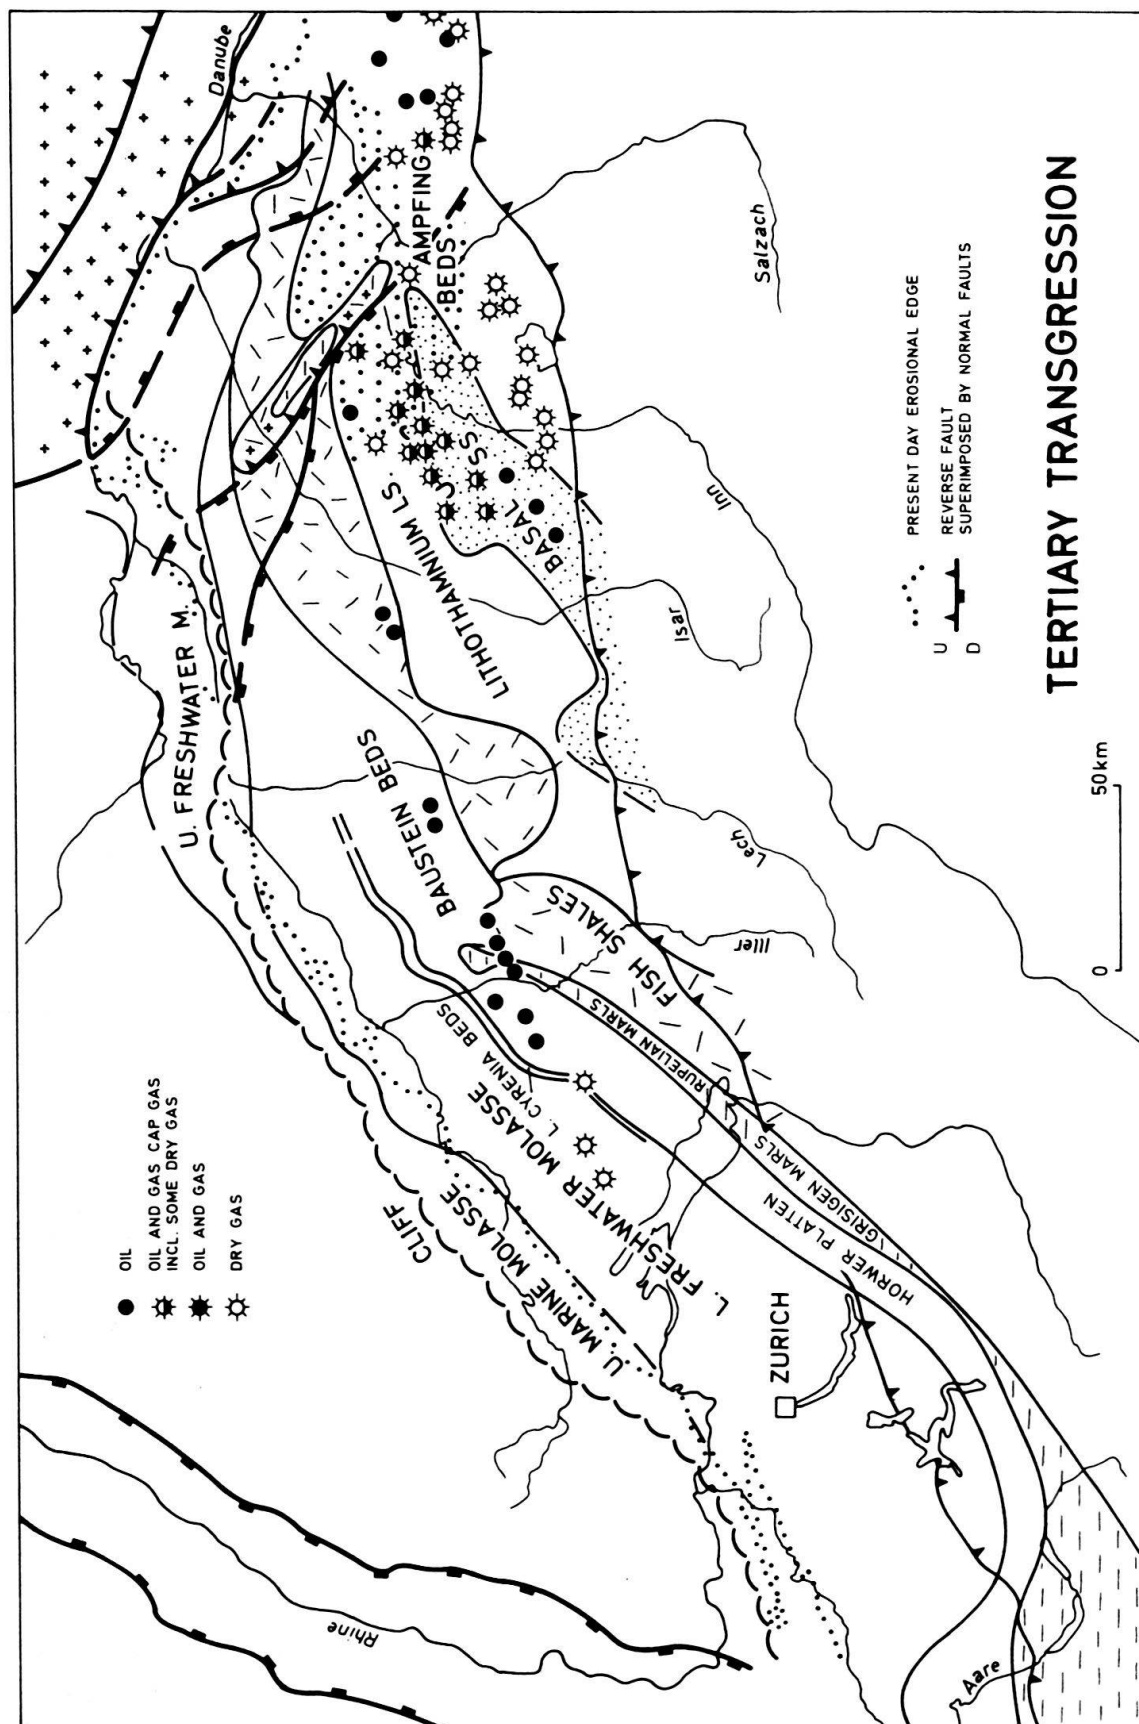 OIL
OIL AND GAS CAP GAS
INCL. SOME DRY GAS
OIL AND GAS
DRY GAS
Rhine
CLIFF
U. MARINE MOLASSE
L. FRESHWATER MOLASSE
L. CYRENIA BEDS
BAUSTEIN BEDS
U. FRESHWATER M.
LITHOTHAMNIUM LS
BASAL SS
AMPFING
BEDS
Danube
FISH SHALES
RUPELIAN MARLS
GRISIGEN MARLS
HORWER PLATTEN
ZURICH
Aare
Iller
Lech
Isar
Inn
Salzach
PRESENT DAY EROSIONAL EDGE
U
D
REVERSE FAULT
SUPERIMPOSED BY NORMAL FAULTS
0
50km
TERTIARY TRANSGRESSION